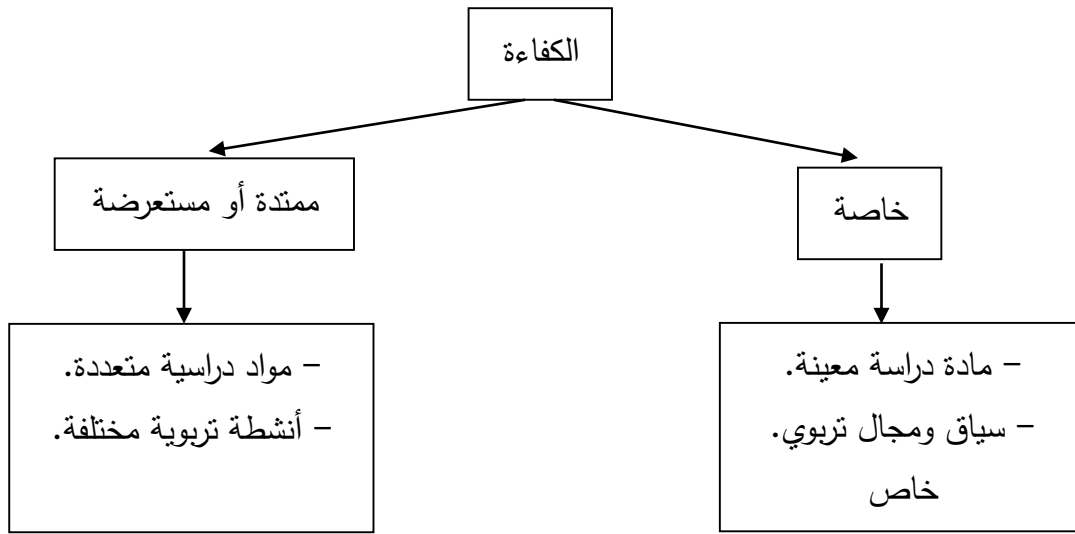 الكفاءة
خاصة
ممتدة أو مستعرضة
- مادة دراسة معينة.
- سياق ومجال تربوي.
خاص
- مواد دراسية متعددة.
- أنشطة تربوية مختلفة.